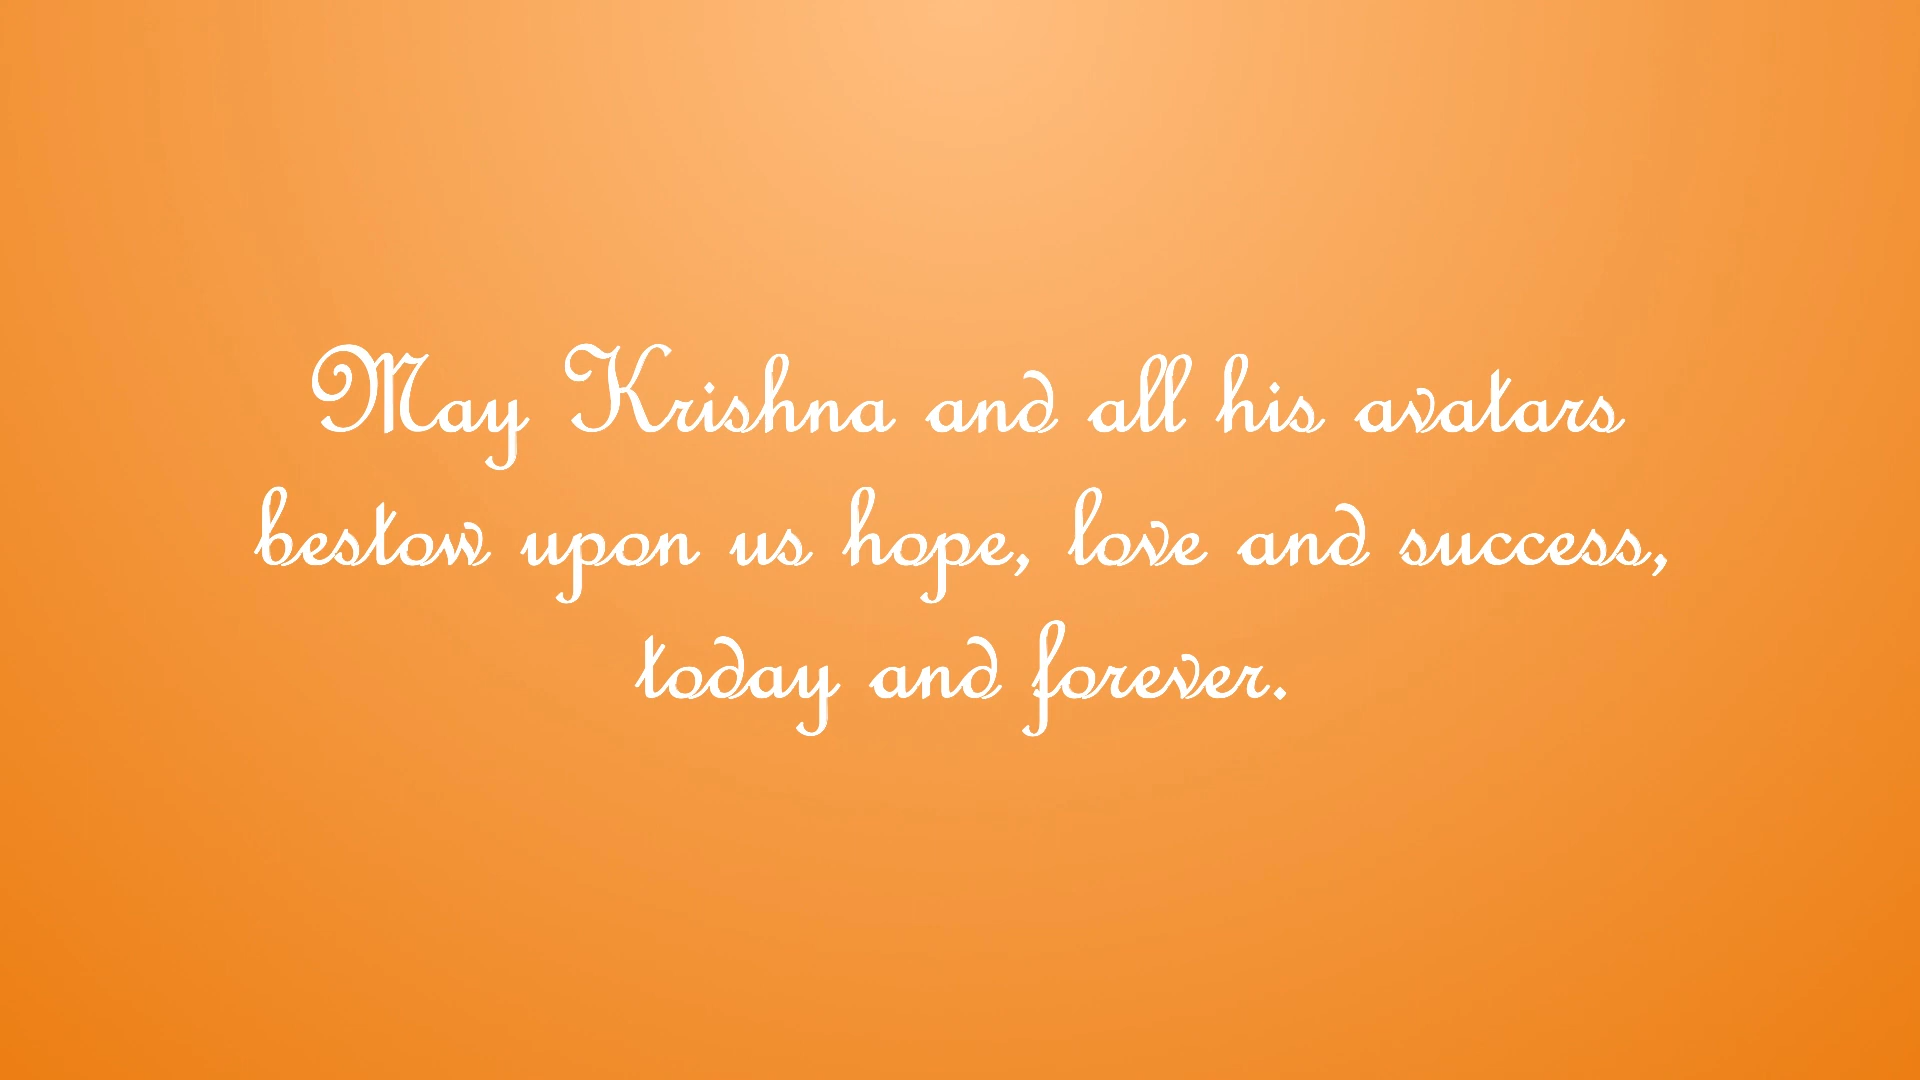 May Krishna and all his avatars
bestow upon us hope, love and success,
today and forever.